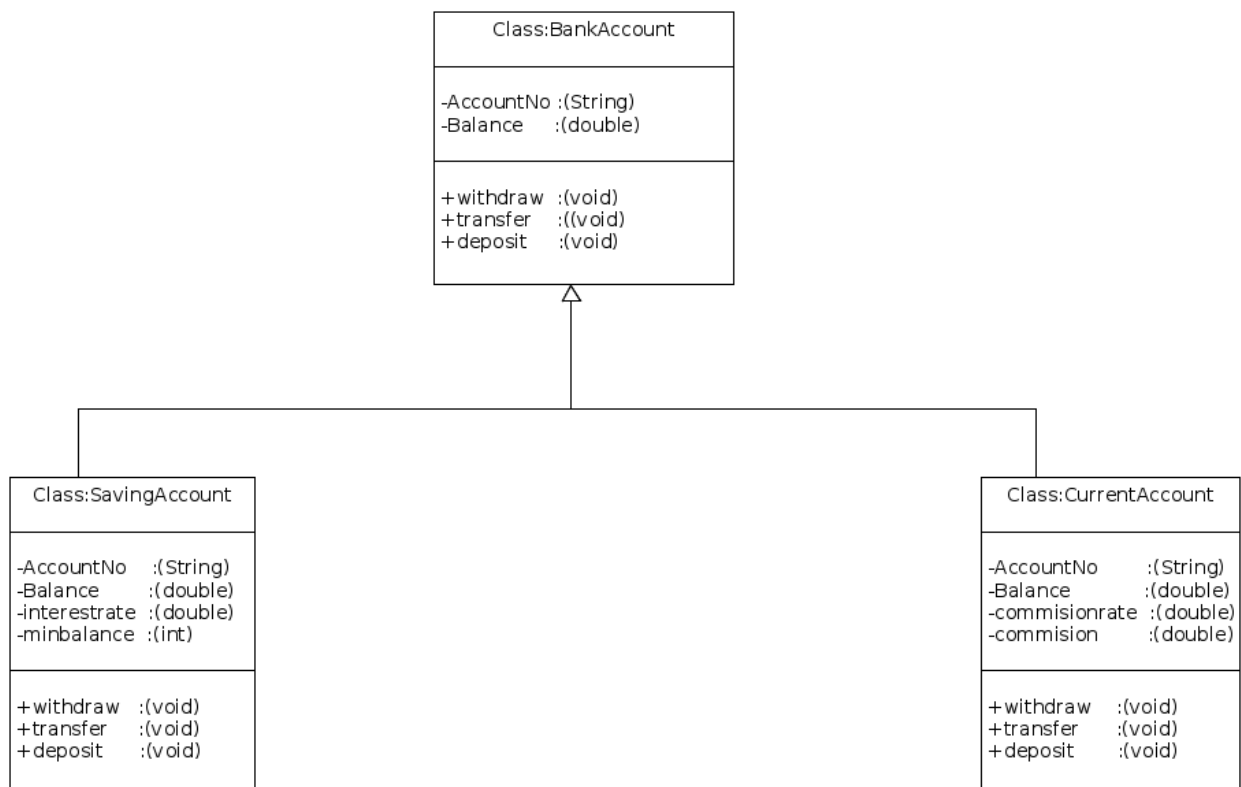 Class:BankAccount
-AccountNo :(String)
-Balance :(double)
+withdraw :(void)
+transfer :((void)
+deposit :(void)
Class:SavingAccount
-AccountNo :(String)
-Balance :(double)
-interestrate :(double)
-minbalance :(int)
+withdraw :(void)
+transfer :(void)
+deposit :(void)
Class:CurrentAccount
-AccountNo :(String)
-Balance :(double)
-commisionrate :(double)
-commision :(double)
+withdraw :(void)
+transfer :(void)
+deposit :(void)